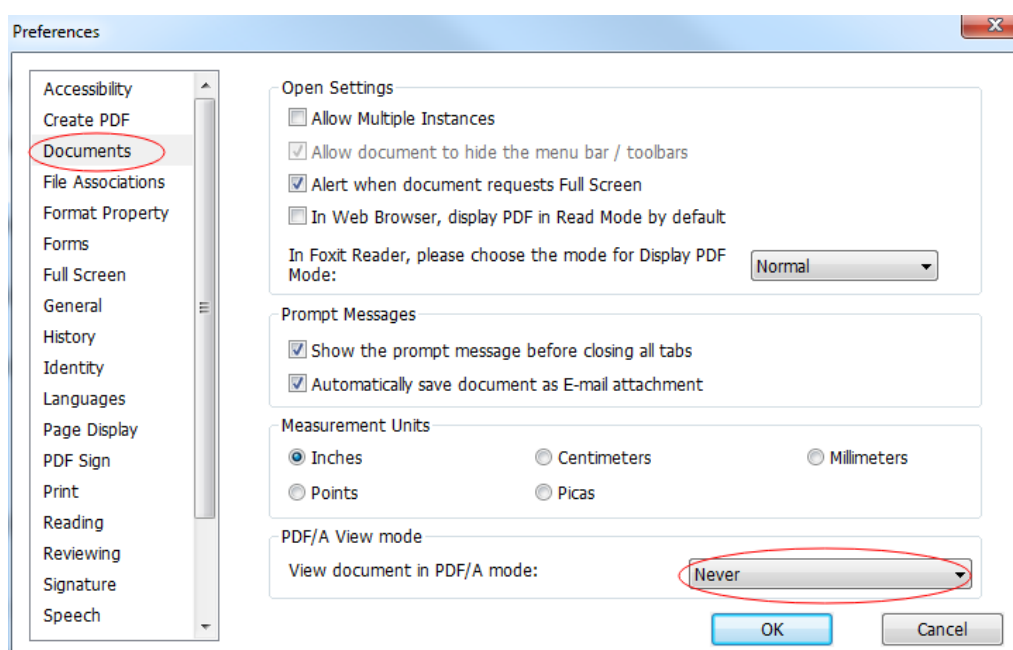 Preferences
Accessibility
Create PDF
Documents
File Associations
Format Property
Forms
Full Screen
General
History
Identity
Languages
Page Display
PDF Sign
Print
Reading
Reviewing
Signature
Speech
Open Settings
Allow Multiple Instances
Allow document to hide the menu bar / toolbars
Alert when document requests Full Screen
In Web Browser, display PDF in Read Mode by default
In Foxit Reader, please choose the mode for Display PDF
Mode:
Normal
Prompt Messages
Show the prompt message before closing all tabs
Automatically save document as E-mail attachment
Measurement Units
Inches Centimeters Millimeters
Points Picas
PDF/A View mode
View document in PDF/A mode: Never
OK Cancel